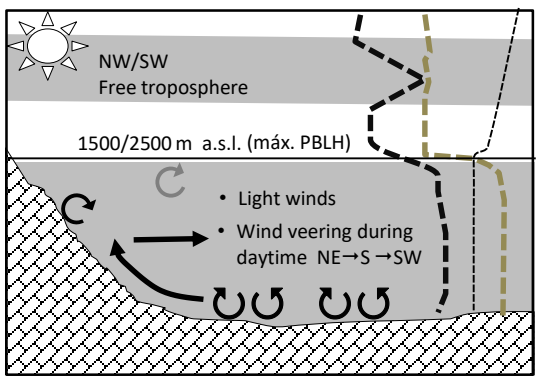 NW/SW
Free troposphere
1500/2500 m a.s.l. (máx. PBLH)
• Light winds
• Wind veering during
daytime NE→S→SW